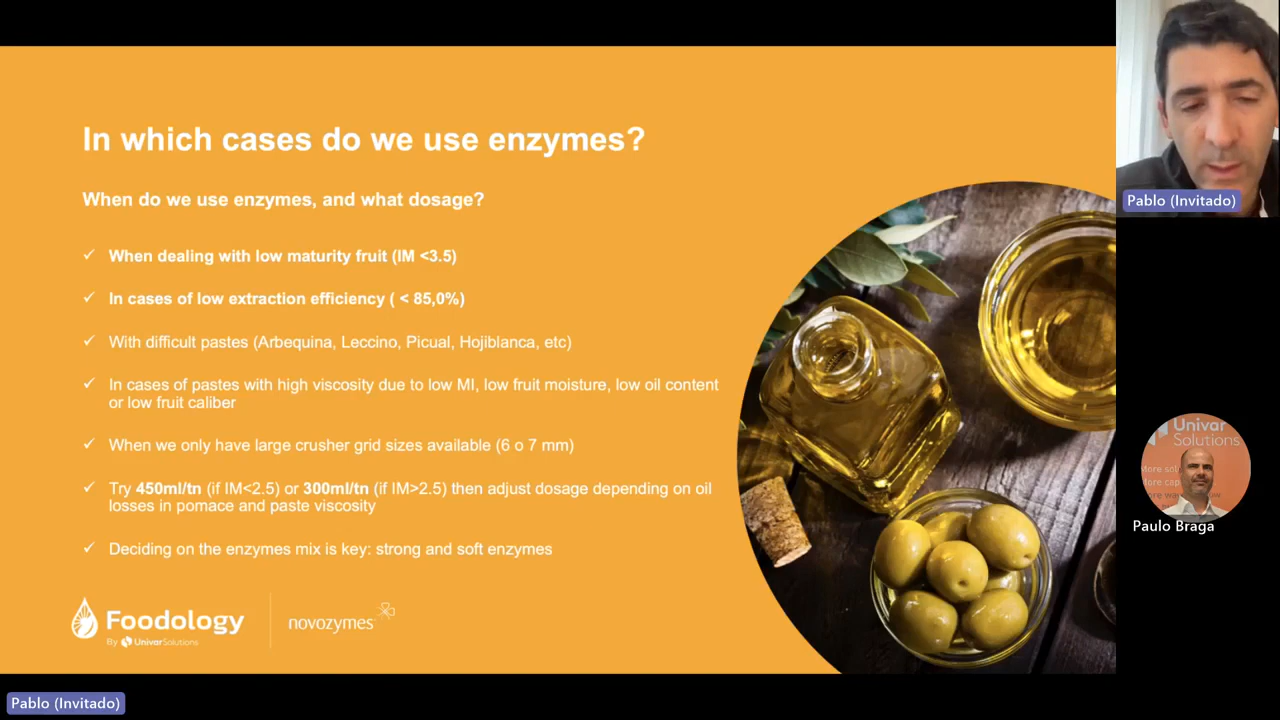 In which cases do we use enzymes?
When do we use enzymes, and what dosage?
✓ When dealing with low maturity fruit (IM <3.5)
✓ In cases of low extraction efficiency ( < 85,0%)
✓ With difficult pastes (Arbequina, Leccino, Picual, Hojiblanca, etc)
✓ In cases of pastes with high viscosity due to low MI, low fruit moisture, low oil content
or low fruit caliber
✓ When we only have large crusher grid sizes available (6 o 7 mm)
✓ Try 450ml/tn (if IM<2.5) or 300ml/tn (if IM>2.5) then adjust dosage depending on oil
losses in pomace and paste viscosity
✓ Deciding on the enzymes mix is key: strong and soft enzymes
Foodology
By UnivarSolutions
novozymes
Pablo (Invitado)
Univar
Solutions
More
More
more
Paulo Braga
Pablo (Invitado)